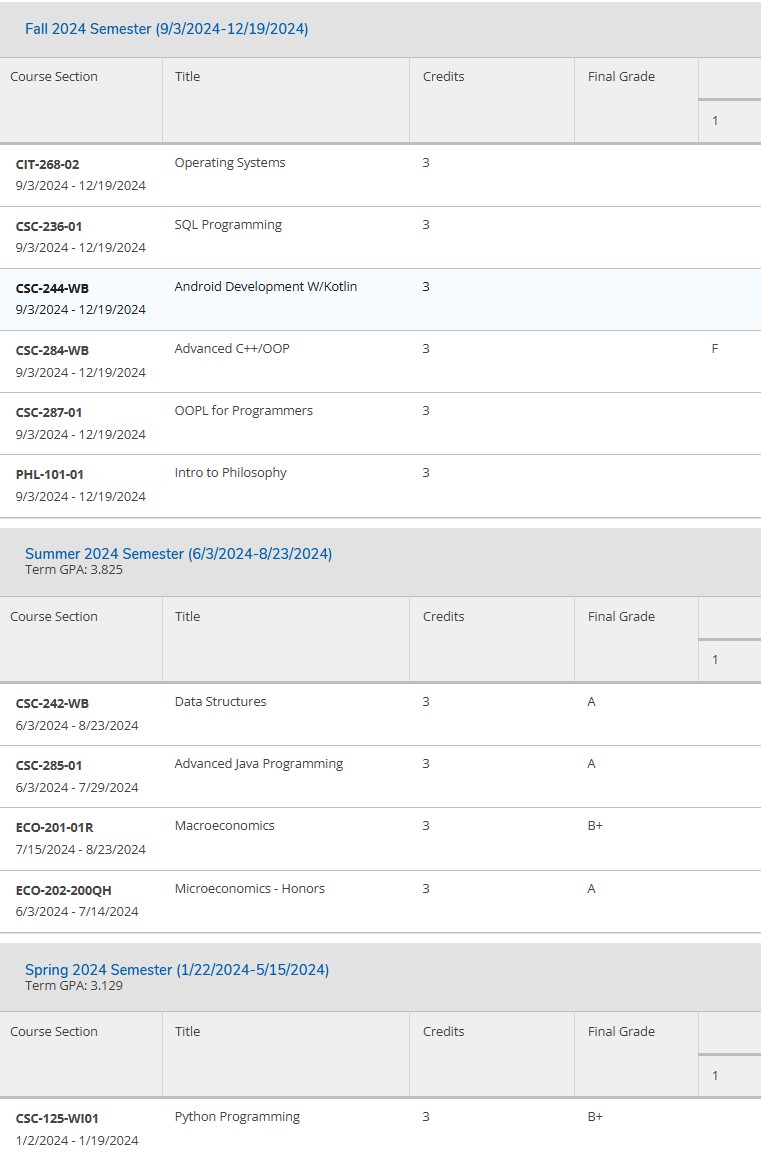 Fall 2024 Semester (9/3/2024-12/19/2024)
Course Section Title Credits Final Grade
1
CIT-268-02 Operating Systems 3
9/3/2024 - 12/19/2024
CSC-236-01 SQL Programming 3
9/3/2024 - 12/19/2024
CSC-244-WB Android Development W/Kotlin 3
9/3/2024 - 12/19/2024
CSC-284-WB Advanced C++/OOP 3 F
9/3/2024 - 12/19/2024
CSC-287-01 OOPL for Programmers 3
9/3/2024 - 12/19/2024
PHL-101-01 Intro to Philosophy 3
9/3/2024 - 12/19/2024
Summer 2024 Semester (6/3/2024-8/23/2024)
Term GPA: 3.825
Course Section Title Credits Final Grade
1
CSC-242-WB Data Structures 3 A
6/3/2024 - 8/23/2024
CSC-285-01 Advanced Java Programming 3 A
6/3/2024 - 7/29/2024
ECO-201-01R Macroeconomics 3 B+
7/15/2024 - 8/23/2024
ECO-202-200QH Microeconomics - Honors 3 A
6/3/2024 - 7/14/2024
Spring 2024 Semester (1/22/2024-5/15/2024)
Term GPA: 3.129
Course Section Title Credits Final Grade
1
CSC-125-WI01 Python Programming 3 B+
1/2/2024 - 1/19/2024